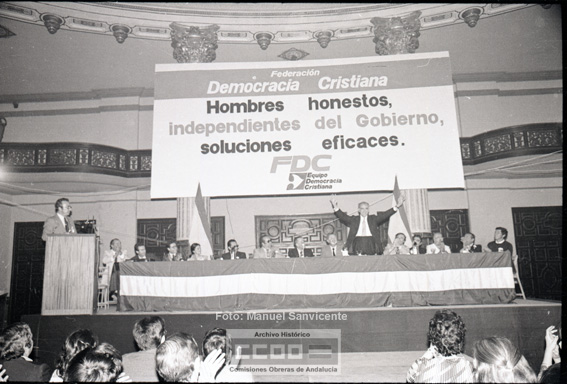 Federación
Democracia Cristiana
Hombres honestos,
independientes del Gobierno,
soluciones eficaces.
FDC
Equipo
Democracia
Cristiana
Foto: Manuel Sanvicente
Archivo Histórico
ccoo
Comisiones Obreras de Andalucía